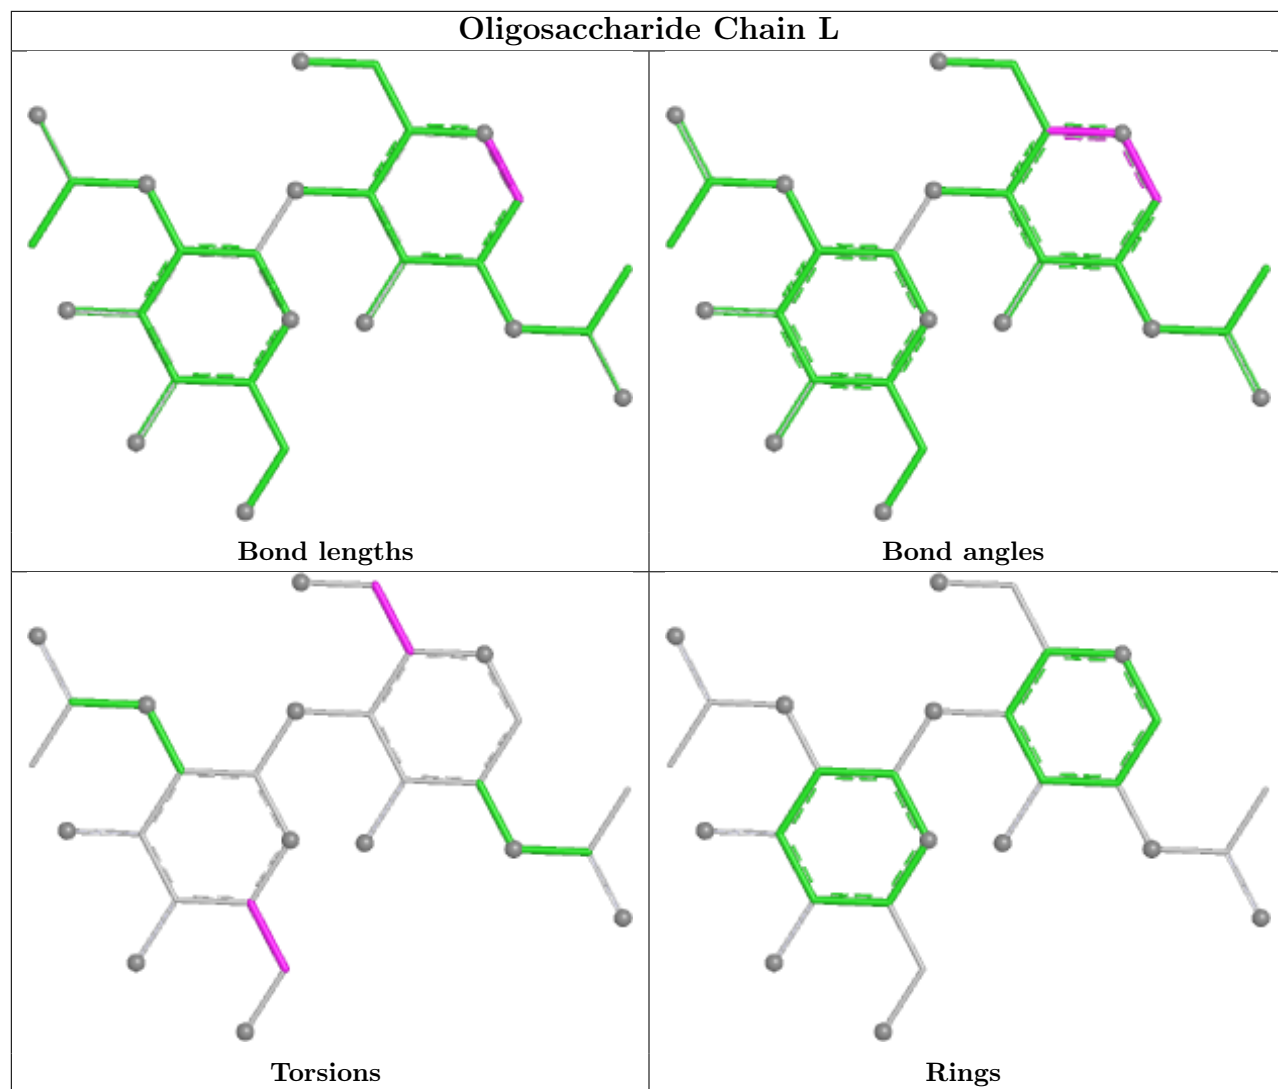 Oligosaccharide Chain L
Bond lengths
Bond angles
Torsions
Rings